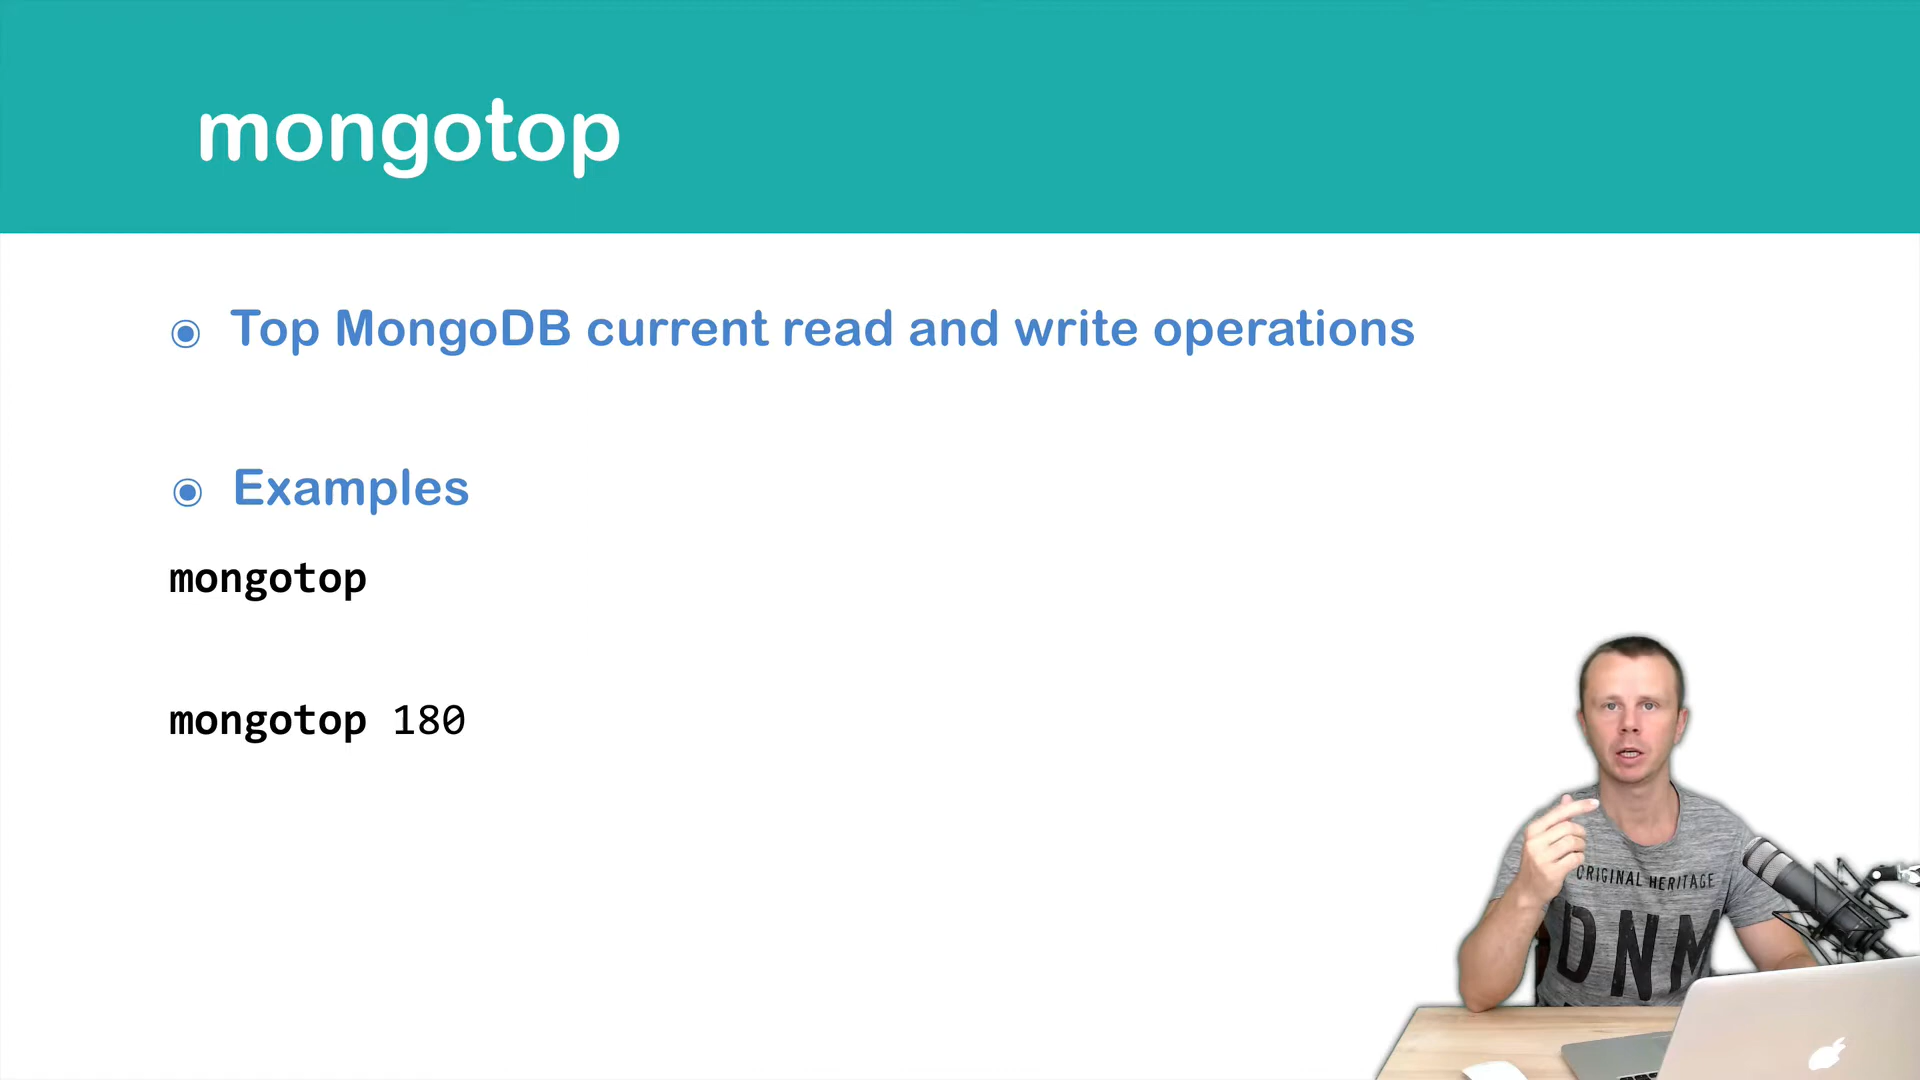 mongotop
Top MongoDB current read and write operations
Examples
mongotop
mongotop 180
ORIGINAL HERITAGE
DNM